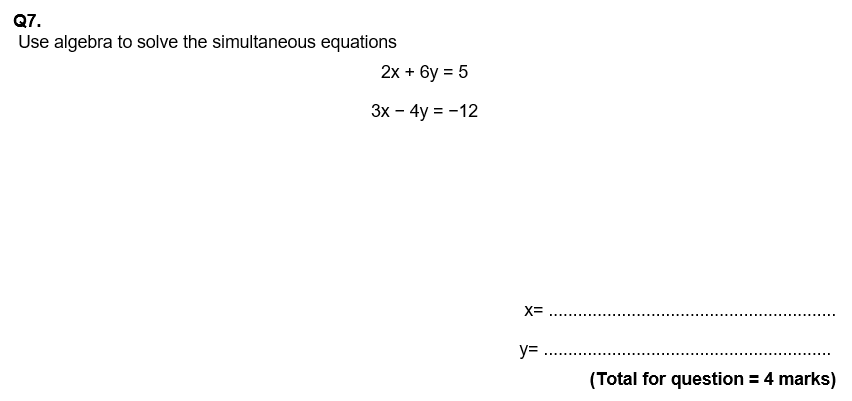 Q7.
Use algebra to solve the simultaneous equations
2x + 6y = 5
3x − 4y = −12
x= ............................................................
y= ............................................................
(Total for question = 4 marks)